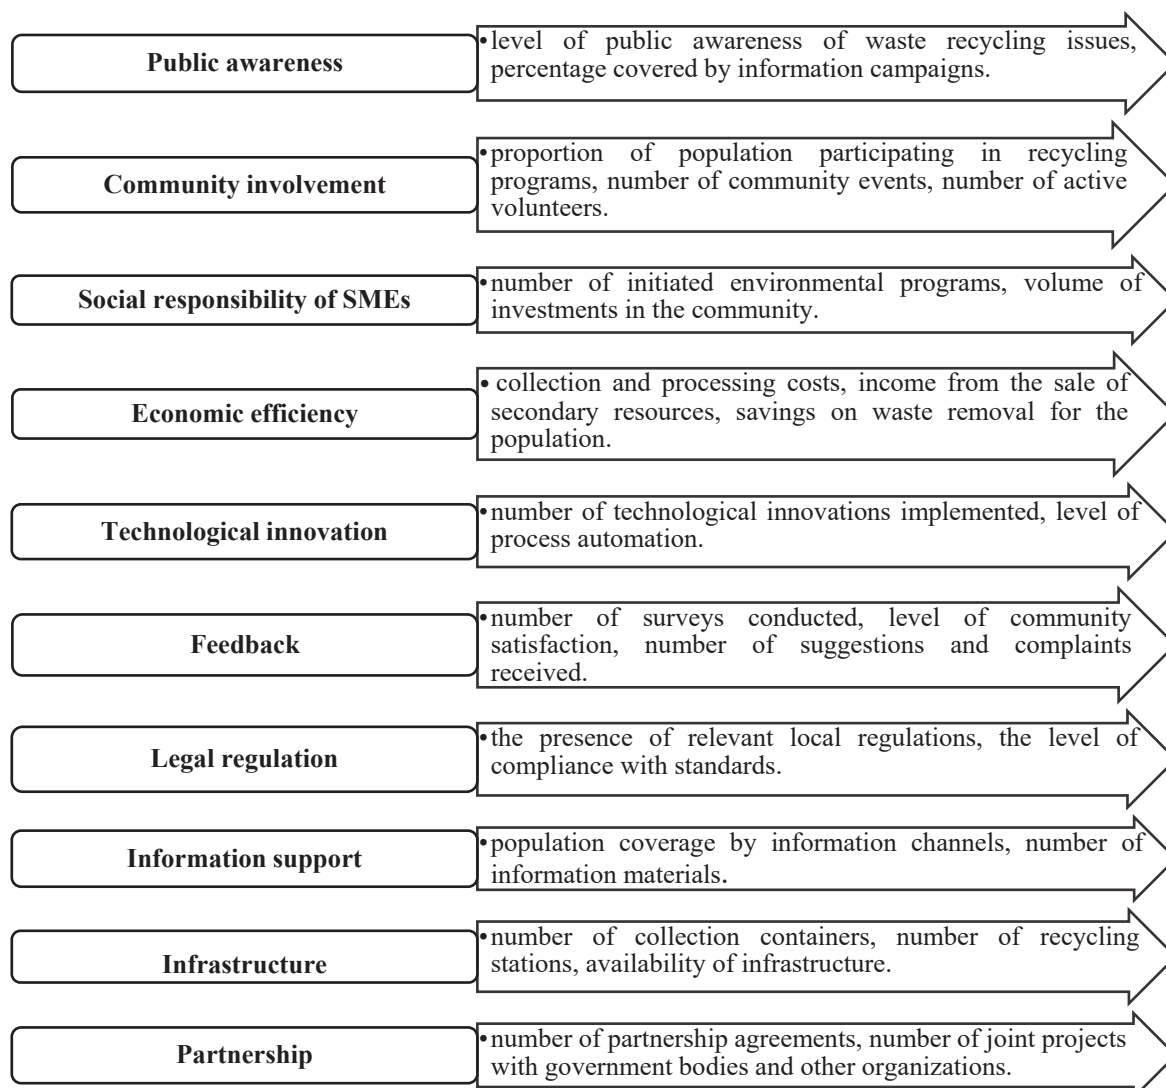 Public awareness
•level of public awareness of waste recycling issues,
percentage covered by information campaigns.
Community involvement
•proportion of population participating in recycling
programs, number of community events, number of active
volunteers.
Social responsibility of SMEs
•number of initiated environmental programs, volume of
investments in the community.
Economic efficiency
• collection and processing costs, income from the sale of
secondary resources, savings on waste removal for the
population.
Technological innovation
•number of technological innovations implemented, level of
process automation.
Feedback
•number of surveys conducted, level of community
satisfaction, number of suggestions and complaints
received.
Legal regulation
•the presence of relevant local regulations, the level of
compliance with standards.
Information support
•population coverage by information channels, number of
information materials.
Infrastructure
•number of collection containers, number of recycling
stations, availability of infrastructure.
Partnership
•number of partnership agreements, number of joint projects
with government bodies and other organizations.